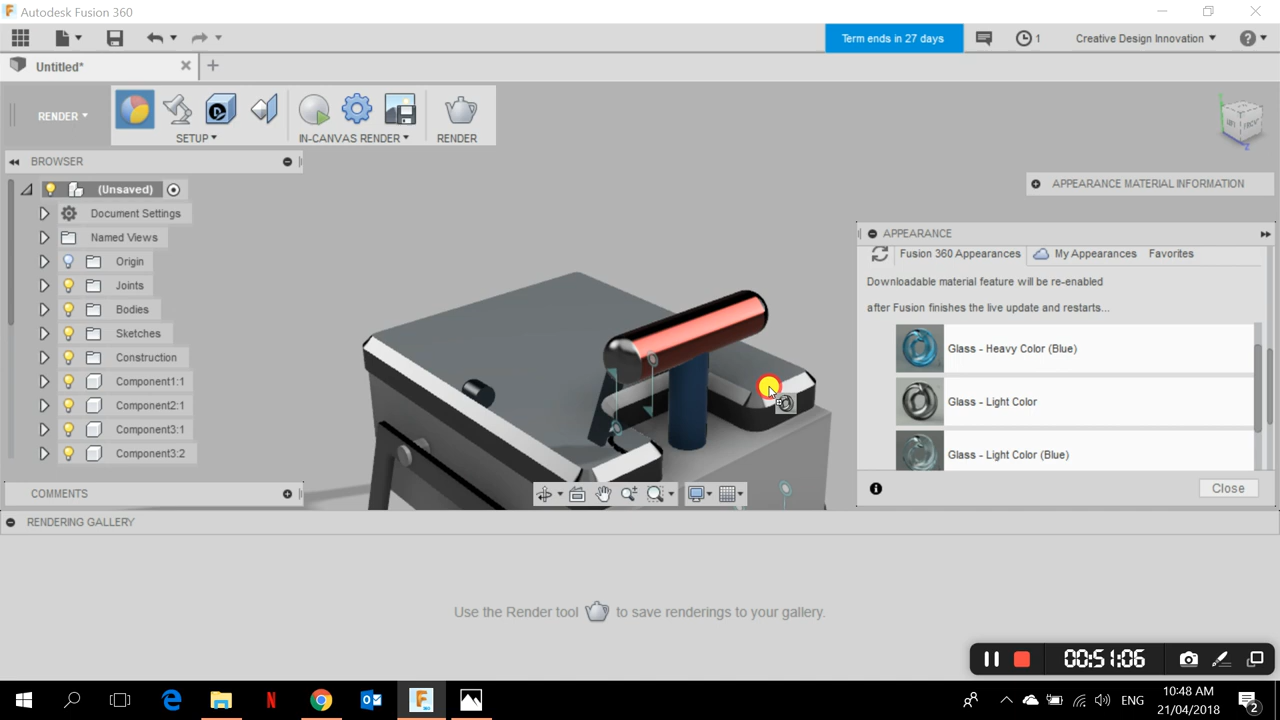 Autodesk Fusion 360
Term ends in 27 days
1
Creative Design Innovation
Untitled*
RENDER
SETUP
IN-CANVAS RENDER
RENDER
BROWSER
(Unsaved)
Document Settings
Named Views
Origin
Joints
Bodies
Sketches
Construction
Component1:1
Component2:1
Component3:1
Component3:2
COMMENTS
FRONT
APPEARANCE MATERIAL INFORMATION
APPEARANCE
Fusion 360 Appearances
My Appearances
Favorites
Downloadable material feature will be re-enabled
after Fusion finishes the live update and restarts...
Glass - Heavy Color (Blue)
Glass - Light Color
Glass - Light Color (Blue)
Close
RENDERING GALLERY
Use the Render tool to save renderings to your gallery.
00:51:06
ENG
10:48 AM
21/04/2018
2